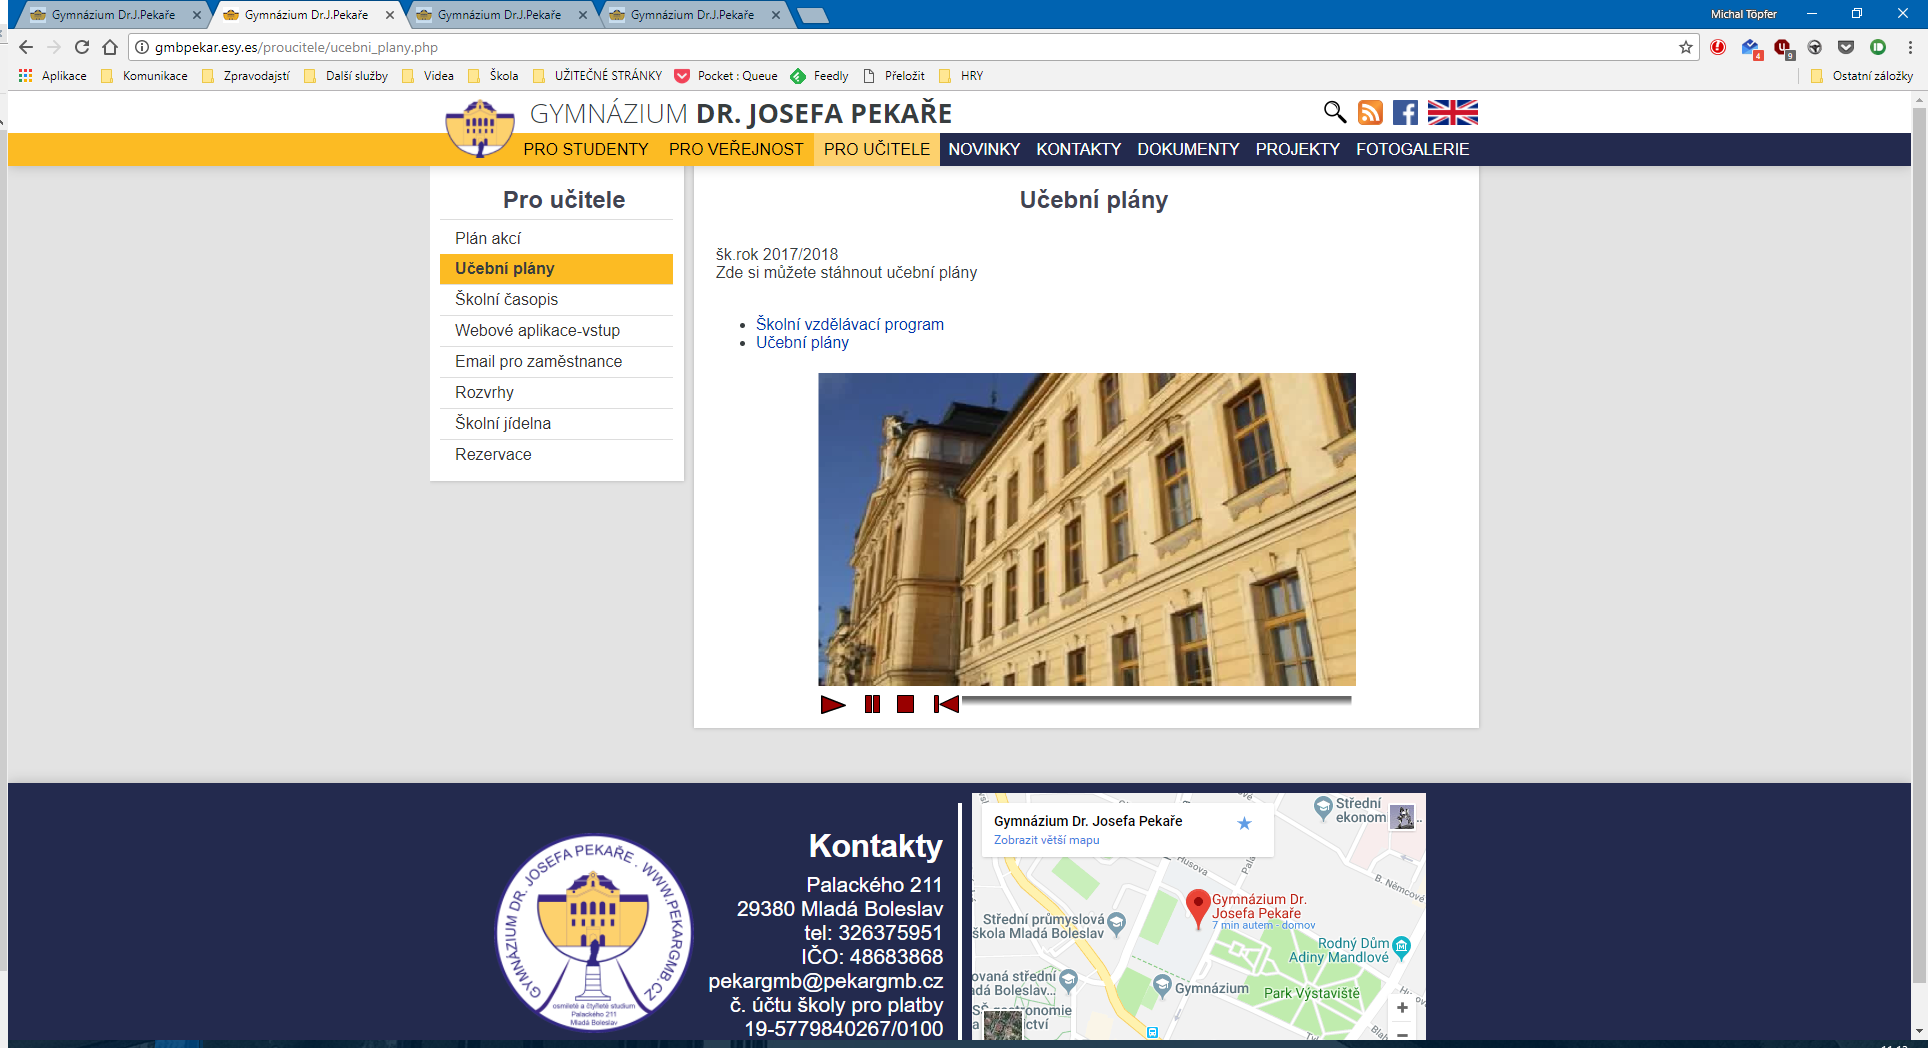 Gymnázium Dr.J.Pekaře
Gymnázium Dr.J.Pekaře
Gymnázium Dr.J.Pekaře
Gymnázium Dr.J.Pekaře
Michal Töpfer
gmbpekar.esy.es/proucitele/ucebni_plany.php
4
9
Aplikace
Komunikace
Zpravodajstí
Další služby
Videa
Škola
UŽITEČNÉ STRÁNKY
Pocket : Queue
Feedly
Přeložit
HRY
Ostatní záložky
GYMNÁZIUM DR. JOSEFA PEKAŘE
PRO STUDENTY PRO VEŘEJNOST PRO UČITELE NOVINKY KONTAKTY DOKUMENTY PROJEKTY FOTOGALERIE
Pro učitele
Plán akcí
Učební plány
Školní časopis
Webové aplikace-vstup
Email pro zaměstnance
Rozvrhy
Školní jídelna
Rezervace
Učební plány
šk.rok 2017/2018
Zde si můžete stáhnout učební plány
Školní vzdělávací program
Učební plány
GYMNÁZIUM DR. JOSEFA PEKAŘE . WWW.PEKARGMB.CZ
osmileté a čtyřleté studium
Palackého 211
Mladá Boleslav
Kontakty
Palackého 211
29380 Mladá Boleslav
tel: 326375951
IČO: 48683868
pekargmb@pekargmb.cz
č. účtu školy pro platby
19-5779840267/0100
Gymnázium Dr. Josefa Pekaře
Zobrazit větší mapu
Střední
ekonom
...
Husova
B. Němcové
Gymnázium Dr.
Josefa Pekaře
7 min autem - domov
Střední průmyslová
škola Mladá Boleslav
Rodný Dům
Adiny Mandlové
ovaná střední
adá Boleslav...
Gymnázium
Park Výstaviště